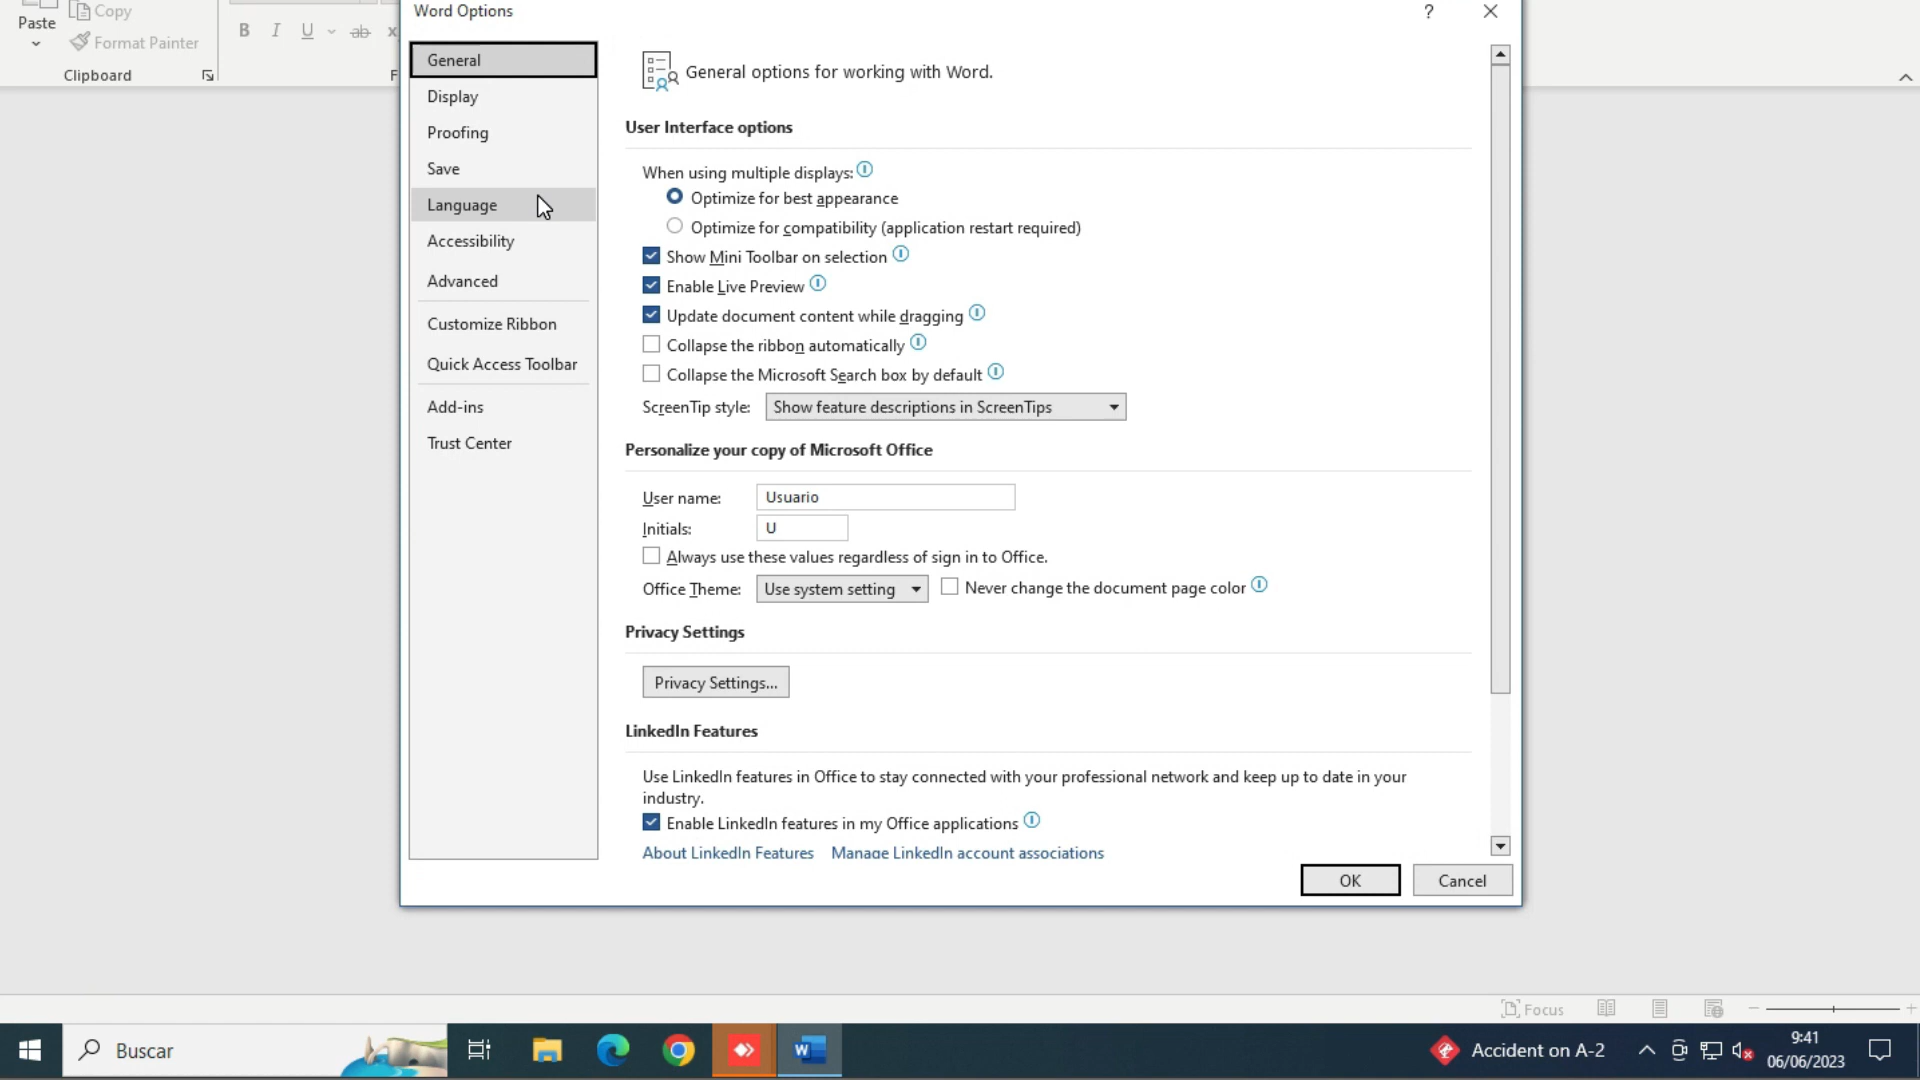 Word Options
?
Paste
Copy
Format Painter
B I U ab
Clipboard
General
Display
Proofing
Save
Language
Accessibility
Advanced
Customize Ribbon
Quick Access Toolbar
Add-ins
Trust Center
General options for working with Word.
User Interface options
When using multiple displays:
Optimize for best appearance
Optimize for compatibility (application restart required)
Show Mini Toolbar on selection
Enable Live Preview
Update document content while dragging
Collapse the ribbon automatically
Collapse the Microsoft Search box by default
ScreenTip style: Show feature descriptions in ScreenTips
Personalize your copy of Microsoft Office
User name: Usuario
Initials: U
Always use these values regardless of sign in to Office.
Office Theme: Use system setting Never change the document page color
Privacy Settings
Privacy Settings...
LinkedIn Features
Use LinkedIn features in Office to stay connected with your professional network and keep up to date in your
industry.
Enable LinkedIn features in my Office applications
About LinkedIn Features Manage LinkedIn account associations
OK Cancel
Focus
Buscar
W
Accident on A-2
9:41
06/06/2023